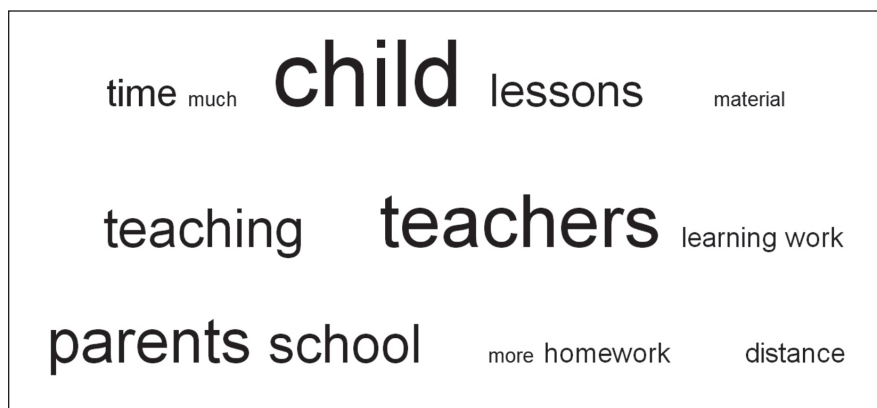 time much child lessons material
teaching teachers learning work
parents school more homework distance